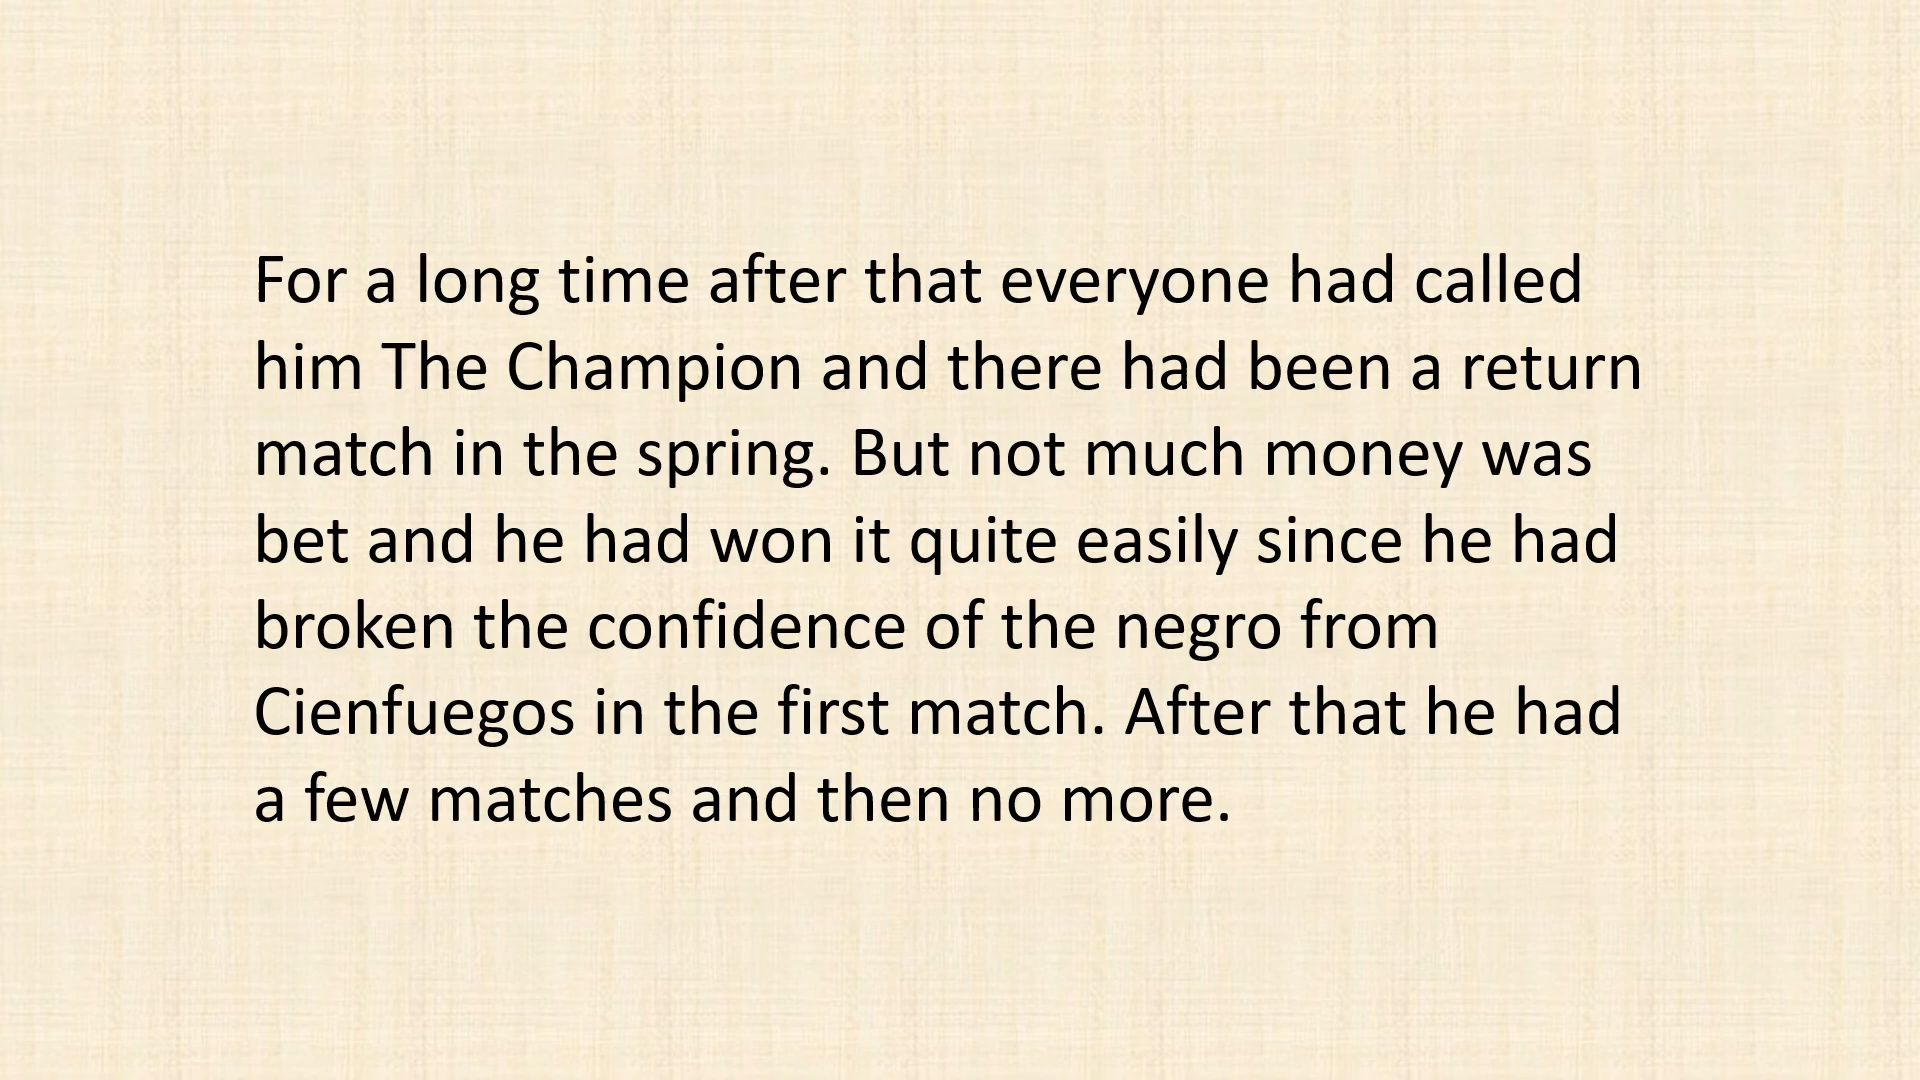 For a long time after that everyone had called
him The Champion and there had been a return
match in the spring. But not much money was
bet and he had won it quite easily since he had
broken the confidence of the negro from
Cienfuegos in the first match. After that he had
a few matches and then no more.